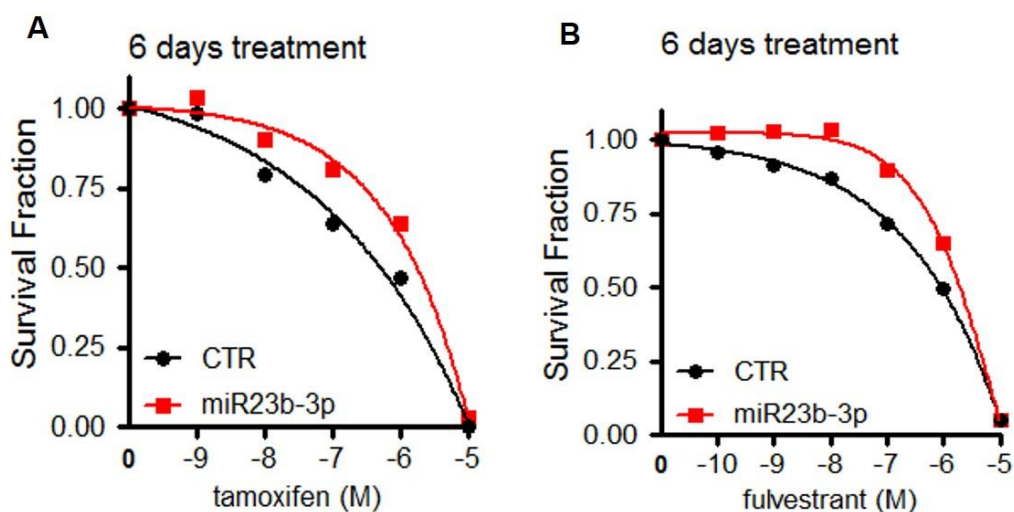 A
6 days treatment
Survival Fraction
1.00
0.75
0.50
0.25
0.00
CTR
miR23b-3p
0 -9 -8 -7 -6 -5
tamoxifen (M)
B
6 days treatment
Survival Fraction
1.00
0.75
0.50
0.25
0.00
CTR
miR23b-3p
0 -10 -9 -8 -7 -6 -5
fulvestrant (M)